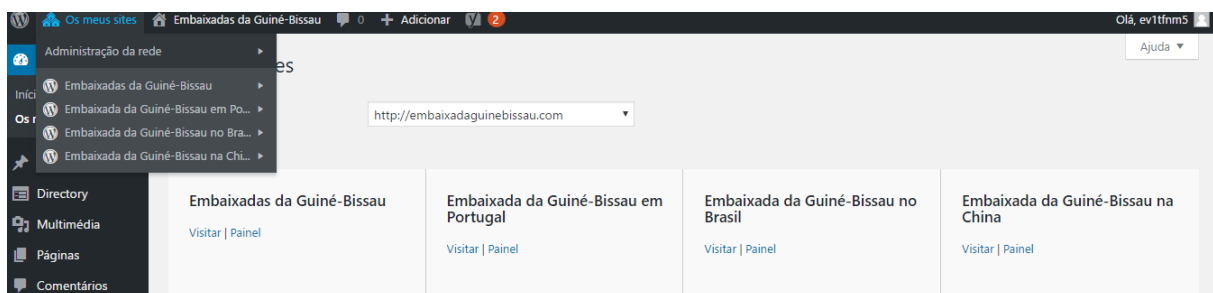 Os meus sites Embaixadas da Guiné-Bissau 0 Adicionar 2 Olá, ev1tfnm5
Ajuda
Administração da rede
es
Embaixadas da Guiné-Bissau
Iníci
Embaixada da Guiné-Bissau em Po...
http://embaixadaguinebissau.com
Os
Embaixada da Guiné-Bissau no Bra...
Embaixada da Guiné-Bissau na Chi...
Directory
Multimédia
Páginas
Comentários
Embaixadas da Guiné-Bissau
Visitar | Painel
Embaixada da Guiné-Bissau em
Portugal
Visitar | Painel
Embaixada da Guiné-Bissau no
Brasil
Visitar | Painel
Embaixada da Guiné-Bissau na
China
Visitar | Painel